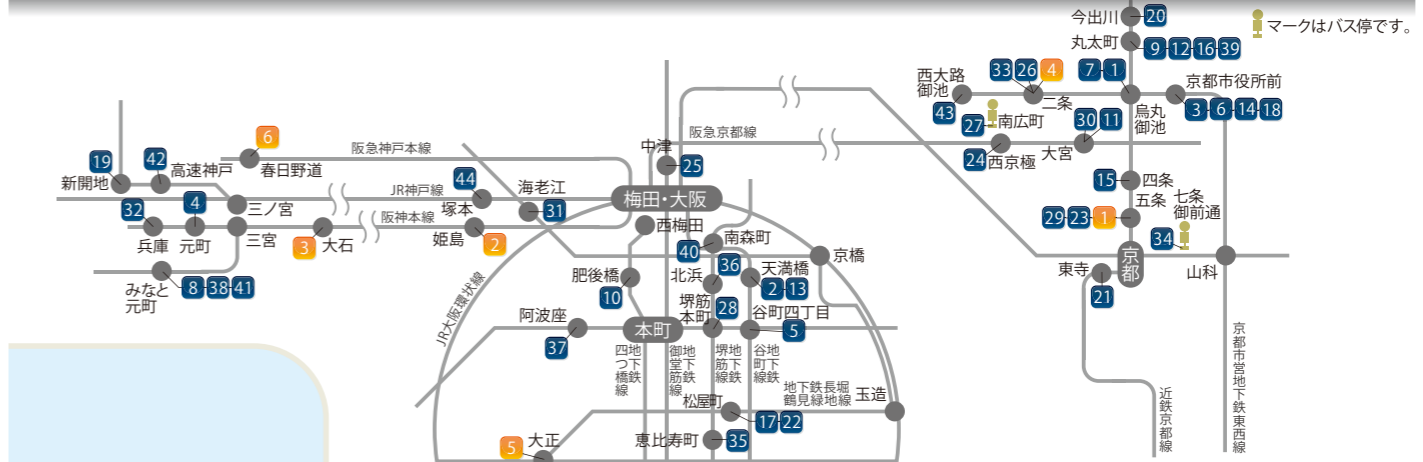 今出川
20
マークはバス停です。
丸太町
9 12 16 39
西大路
御池
43
33 26 4
二条
7 1
烏丸
御池
京都市役所前
3 6 14 18
27
南広町
阪急京都線
24
西京極
大宮
30 11
中津
25
6
春日野道
阪急神戸本線
19
新開地
42
高速神戸
三ノ宮
JR神戸線
44
塚本
海老江
31
梅田・大阪
15
四条
五条
29 23 1
七条
御前通
34
32
兵庫
4
元町
三宮
3
大石
阪神本線
姫島
2
西梅田
南森町
40
京橋
京都
山科
東寺
21
みなと
元町
8 38 41
肥後橋
10
北浜
36
天満橋
2 13
JR大阪環状線
阿波座
37
本町
堺筋
本町
28
谷町四丁目
5
地下鉄
四つ橋線
地下鉄
御堂筋線
地下鉄
堺筋線
地下鉄
谷町線
地下鉄長堀
鶴見緑地線
玉造
松屋町
17 22
5
大正
恵比寿町
35
近鉄京都線
京都市営地下鉄東西線